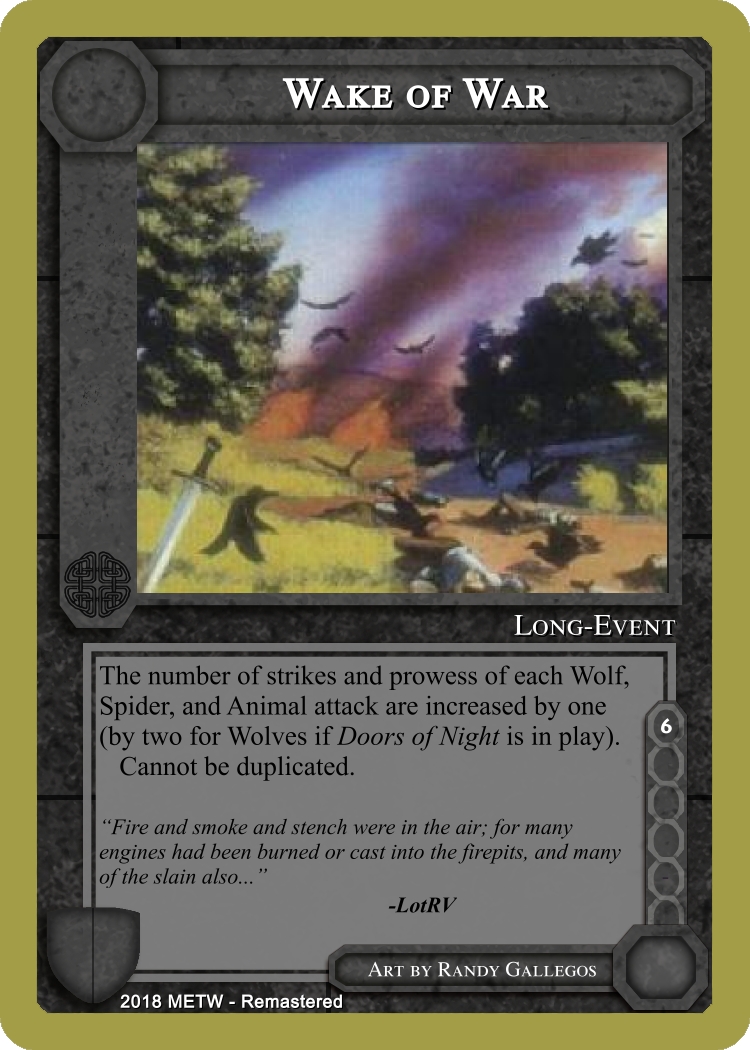 Wake of War
Long-Event
The number of strikes and prowess of each Wolf,
Spider, and Animal attack are increased by one
(by two for Wolves if Doors of Night is in play).
Cannot be duplicated.
6
“Fire and smoke and stench were in the air; for many
engines had been burned or cast into the firepits, and many
of the slain also...”
-LotRV
Art by Randy Gallegos
2018 METW - Remastered